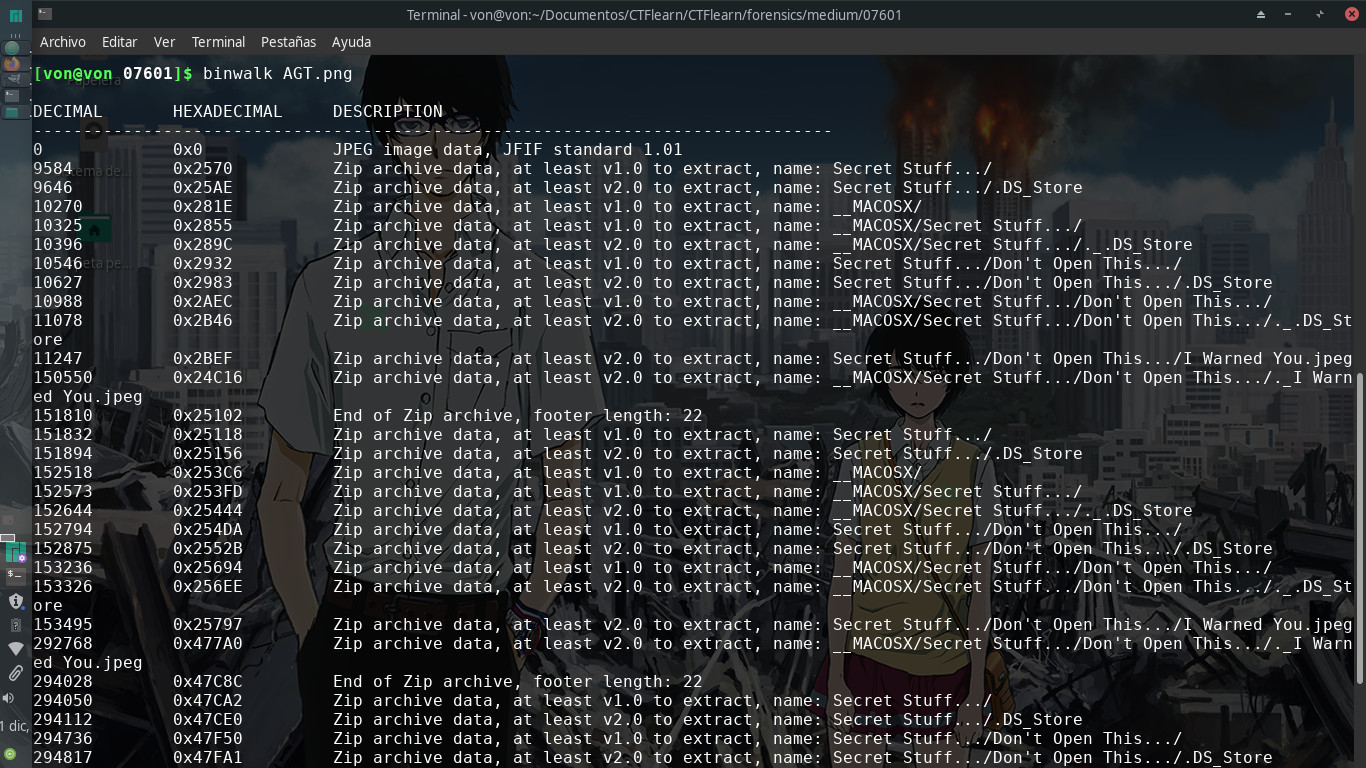 Terminal - von@von:~/Documentos/CTFlearn/CTFlearn/forensics/medium/07601
Archivo Editar Ver Terminal Pestañas Ayuda
[von@von 07601]$ binwalk AGT.png
DECIMAL HEXADECIMAL DESCRIPTION
--------------------------------------------------------------------------------
0 0x0 JPEG image data, JFIF standard 1.01
9584 0x2570 Zip archive data, at least v1.0 to extract, name: Secret Stuff.../
9646 0x25AE Zip archive data, at least v2.0 to extract, name: Secret Stuff.../.DS_Store
10270 0x281E Zip archive data, at least v1.0 to extract, name: __MACOSX/
10325 0x2855 Zip archive data, at least v1.0 to extract, name: __MACOSX/Secret Stuff.../
10396 0x289C Zip archive data, at least v2.0 to extract, name: __MACOSX/Secret Stuff.../._.DS_Store
10546 0x2932 Zip archive data, at least v1.0 to extract, name: Secret Stuff.../Don't Open This.../
10627 0x2983 Zip archive data, at least v2.0 to extract, name: Secret Stuff.../Don't Open This.../.DS_Store
10988 0x2AEC Zip archive data, at least v1.0 to extract, name: __MACOSX/Secret Stuff.../Don't Open This.../
11078 0x2B46 Zip archive data, at least v2.0 to extract, name: __MACOSX/Secret Stuff.../Don't Open This.../._.DS_St
ore
11247 0x2BEF Zip archive data, at least v2.0 to extract, name: Secret Stuff.../Don't Open This.../I Warned You.jpeg
150550 0x24C16 Zip archive data, at least v2.0 to extract, name: __MACOSX/Secret Stuff.../Don't Open This.../._I Warn
ed You.jpeg
151810 0x25102 End of Zip archive, footer length: 22
151832 0x25118 Zip archive data, at least v1.0 to extract, name: Secret Stuff.../
151894 0x25156 Zip archive data, at least v2.0 to extract, name: Secret Stuff.../.DS_Store
152518 0x253C6 Zip archive data, at least v1.0 to extract, name: __MACOSX/
152573 0x253FD Zip archive data, at least v1.0 to extract, name: __MACOSX/Secret Stuff.../
152644 0x25444 Zip archive data, at least v2.0 to extract, name: __MACOSX/Secret Stuff.../._.DS_Store
152794 0x254DA Zip archive data, at least v1.0 to extract, name: Secret Stuff.../Don't Open This.../
152875 0x2552B Zip archive data, at least v2.0 to extract, name: Secret Stuff.../Don't Open This.../.DS_Store
153236 0x25694 Zip archive data, at least v1.0 to extract, name: __MACOSX/Secret Stuff.../Don't Open This.../
153326 0x256EE Zip archive data, at least v2.0 to extract, name: __MACOSX/Secret Stuff.../Don't Open This.../._.DS_St
ore
153495 0x25797 Zip archive data, at least v2.0 to extract, name: Secret Stuff.../Don't Open This.../I Warned You.jpeg
292768 0x477A0 Zip archive data, at least v2.0 to extract, name: __MACOSX/Secret Stuff.../Don't Open This.../._I Warn
ed You.jpeg
294028 0x47C8C End of Zip archive, footer length: 22
294050 0x47CA2 Zip archive data, at least v1.0 to extract, name: Secret Stuff.../
294112 0x47CE0 Zip archive data, at least v2.0 to extract, name: Secret Stuff.../.DS_Store
294736 0x47F50 Zip archive data, at least v1.0 to extract, name: Secret Stuff.../Don't Open This.../
294817 0x47FA1 Zip archive data, at least v2.0 to extract, name: Secret Stuff.../Don't Open This.../.DS_Store
1 dic,